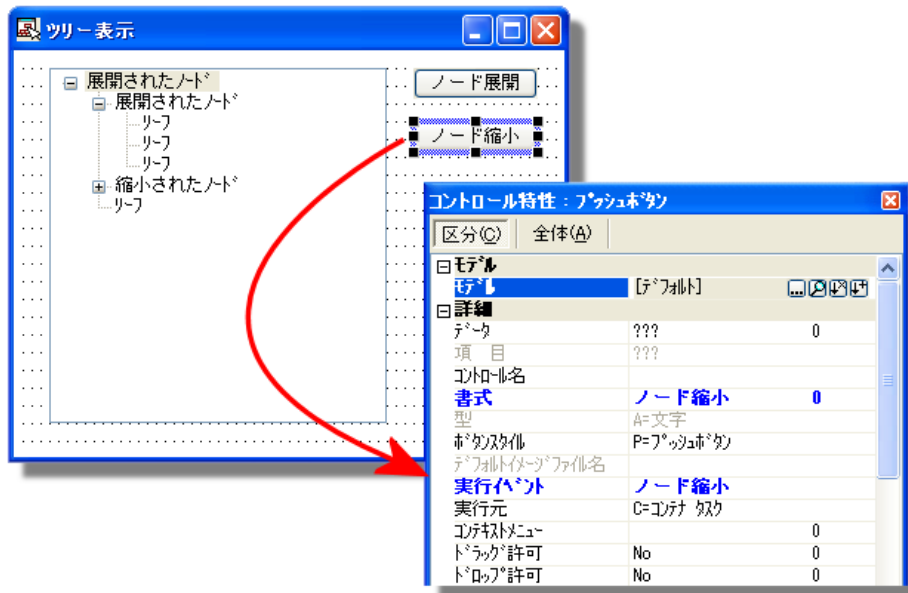 ツリー表示
展開されたﾉｰﾄﾞ
展開されたﾉｰﾄﾞ
ﾘｰﾌ
ﾘｰﾌ
ﾘｰﾌ
縮小されたﾉｰﾄﾞ
ﾘｰﾌ
ノード展開
ノード縮小
コントロール特性：ﾌﾟｯｼｭﾎﾞﾀﾝ
区分(C) 全体(A)
ﾓﾃﾞﾙ
ﾓﾃﾞﾙ [ﾃﾞﾌｫﾙﾄ] ...
詳細
ﾃﾞｰﾀ ??? 0
項 目 ???
ｺﾝﾄﾛｰﾙ名
書式 ノード縮小 0
型 A=文字
ﾎﾞﾀﾝｽﾀｲﾙ P=ﾌﾟｯｼｭﾎﾞﾀﾝ
ﾃﾞﾌｫﾙﾄｲﾒｰｼﾞﾌｧｲﾙ名
実行ｲﾍﾞﾝﾄ ノード縮小
実行元 C=ｺﾝﾃﾅ ﾀｽｸ
ｺﾝﾃｷｽﾄﾒﾆｭｰ 0
ﾄﾞﾗｯｸﾞ許可 No 0
ﾄﾞﾛｯﾌﾟ許可 No 0